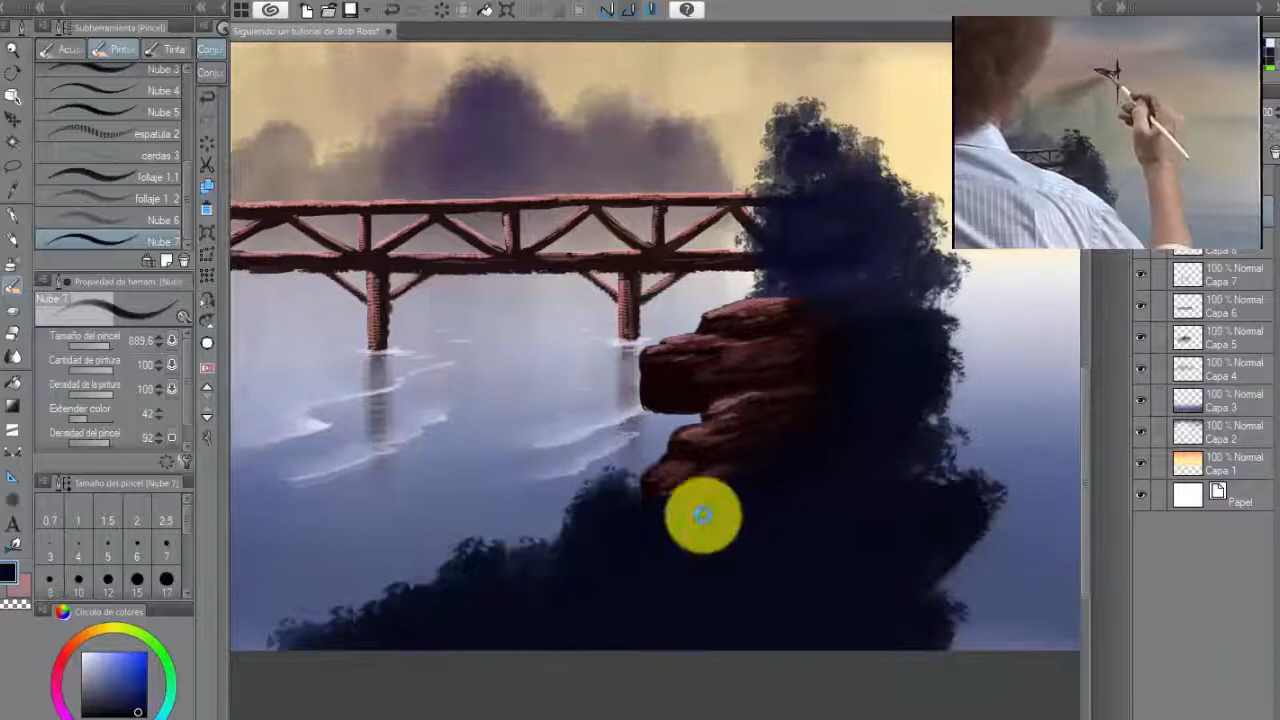 Subherramienta (Pincel)
Siguiendo un tutorial de Bob Ross*
Acua
Pintu
Tinta
Conju
Conju
Nube 3
Nube 4
Nube 5
espatula 2
cerdas 3
follaje 1.1
follaje 1 2
Nube 6
Nube 7
Propiedad de herram. [Nube
Nube 7
Tamaño del pincel
889.6
Cantidad de pintura
100
Densidad de la pintura
100
Extender color
42
Densidad del pincel
92
Tamaño del pincel [Nube 7]
0.7 1 1.5 2 2.5
3 4 5 6 7
8 10 12 15 17
Círculo de colores
100 % Normal
Capa 7
100 % Normal
Capa 6
100 % Normal
Capa 5
100 % Normal
Capa 4
100 % Normal
Capa 3
100 % Normal
Capa 2
100 % Normal
Capa 1
Papel